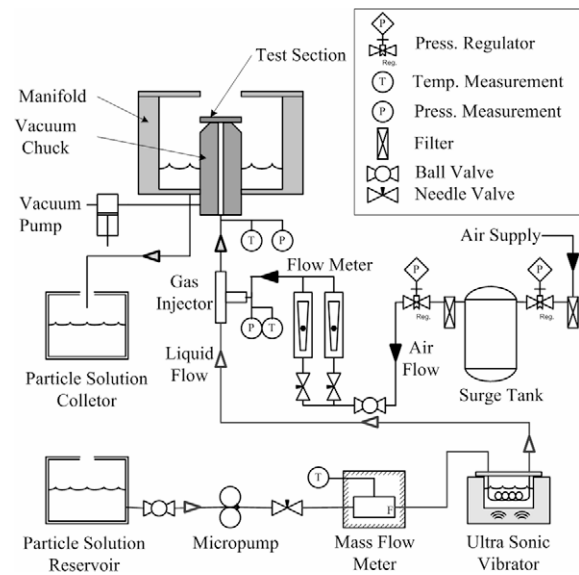 Test Section
Manifold
Vacuum
Chuck
Vacuum
Pump
T
P
Gas
Injector
Flow Meter
P
T
Liquid
Flow
Particle Solution
Colletor
P
Press. Regulator
Reg.
T
Temp. Measurement
P
Press. Measurement
Filter
Ball Valve
Needle Valve
Air Supply
P
Reg.
P
Reg.
Air
Flow
Surge Tank
T
F
Particle Solution
Reservoir
Micropump
Mass Flow
Meter
Ultra Sonic
Vibrator